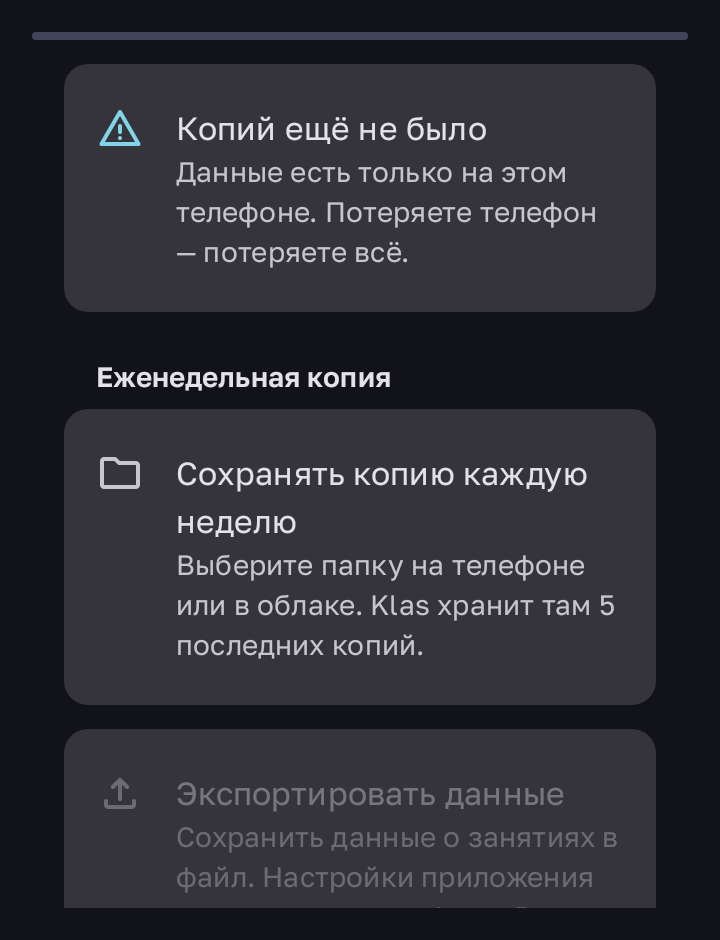 Копий ещё не было
Данные есть только на этом
телефоне. Потеряете телефон
— потеряете всё.
Еженедельная копия
Сохранять копию каждую
неделю
Выберите папку на телефоне
или в облаке. Klas хранит там 5
последних копий.
Экспортировать данные
Сохранить данные о занятиях в
файл. Настройки приложения